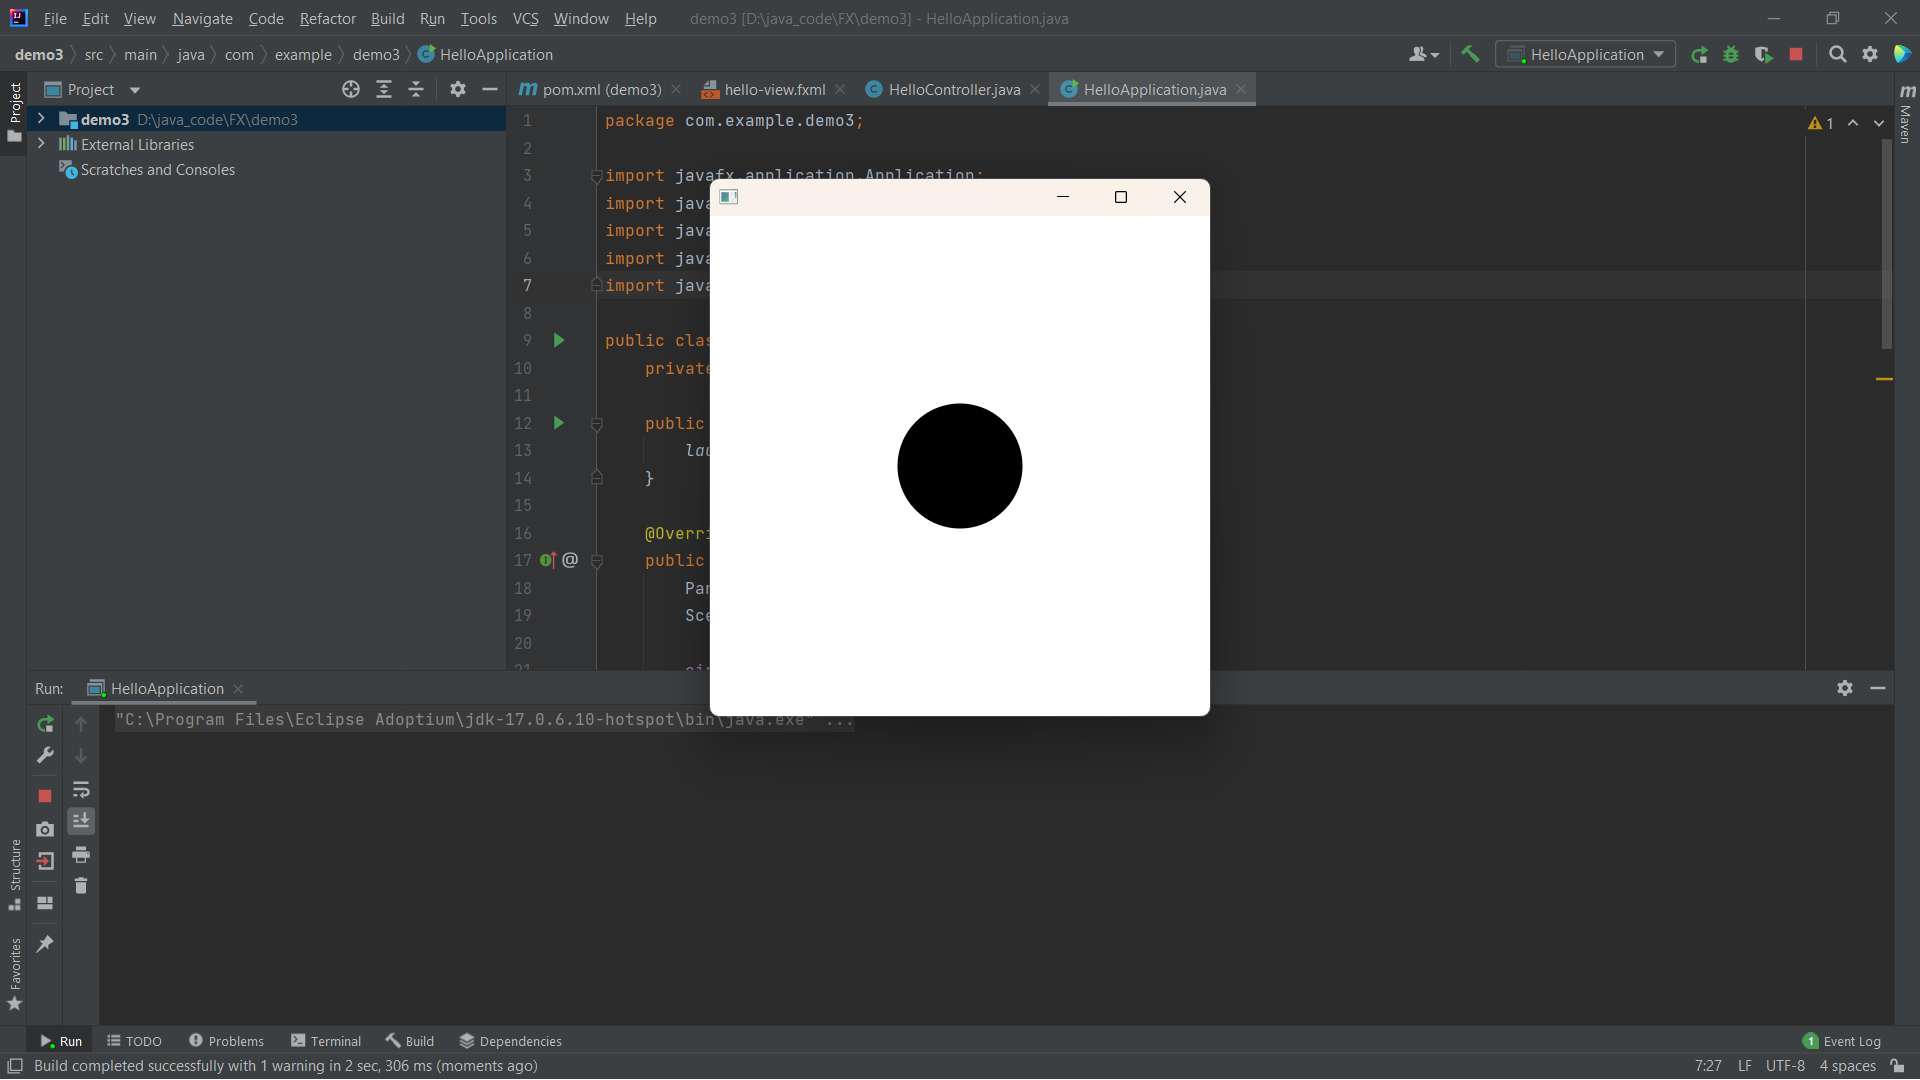 File Edit View Navigate Code Refactor Build Run Tools VCS Window Help demo3 [D:\java_code\FX\demo3] - HelloApplication.java
demo3 src main java com example demo3 HelloApplication
HelloApplication
Project
pom.xml (demo3) hello-view.fxml HelloController.java HelloApplication.java
Project
Maven
demo3 D:\java_code\FX\demo3
External Libraries
Scratches and Consoles
1 package com.example.demo3;
1
2
3 import javafx.application.Application;
4 import java
5 import java
6 import java
7 import java
8
9 public clas
10 private
11
12 public
13 lau
14 }
15
16 @Overri
17 public
18 Par
19 Sce
20
21 cir
Run: HelloApplication
"C:\Program Files\Eclipse Adoptium\jdk-17.0.6.10-hotspot\bin\java.exe" ...
Structure
Favorites
Run TODO Problems Terminal Build Dependencies
1 Event Log
Build completed successfully with 1 warning in 2 sec, 306 ms (moments ago)
7:27 LF UTF-8 4 spaces